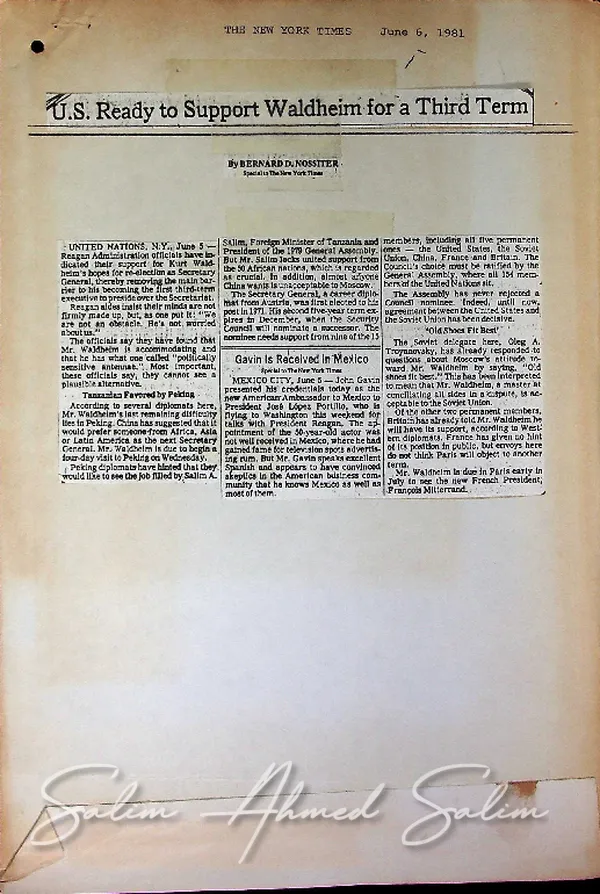 THE NEW YORK TIMES June 6, 1981
U.S. Ready to Support Waldheim for a Third Term
By BERNARD D. NOSSITER
Special to The New York Times
UNITED NATIONS, N.Y., June 5 —
Reagan Administration officials have in-
dicated their support for Kurt Wald-
heim's hopes for re-election as Secretary
General, thereby removing the main bar-
rier to his becoming the first third-term
executive to preside over the Secretariat.
Reagan aides insist their minds are not
firmly made up, but, as one put it: "We
are not an obstacle. He's not worried
about us."
The officials say they have found that
Mr. Waldheim is accommodating and
that he has what one called "politically
sensitive antennae." Most important,
these officials say, they cannot see a
plausible alternative.
Tanzanian Favored by Peking
According to several diplomats here,
Mr. Waldheim's last remaining difficulty
lies in Peking. China has suggested that it
would prefer someone from Africa, Asia
or Latin America as the next Secretary
General. Mr. Waldheim is due to begin a
four-day visit to Peking on Wednesday.
Peking diplomats have hinted that they
would like to see the job filled by Salim A.
Salim, Foreign Minister of Tanzania and
President of the 1979 General Assembly.
But Mr. Salim lacks united support from
the 50 African nations, which is regarded
as crucial. In addition, almost anyone
China wants is unacceptable to Moscow.
The Secretary General, a career diplo-
mat from Austria, was first elected to his
post in 1971. His second five-year term ex-
pires in December, when the Security
Council will nominate a successor. The
nominee needs support from nine of the 15
Gavin Is Received in Mexico
Special to The New York Times
MEXICO CITY, June 5 — John Gavin
presented his credentials today as the
new American Ambassador to Mexico to
President José López Portillo, who is
flying to Washington this weekend for
talks with President Reagan. The ap-
pointment of the 50-year-old actor was
not well received in Mexico, where he had
gained fame for television spots advertis-
ing rum. But Mr. Gavin speaks excellent
Spanish and appears to have convinced
skeptics in the American business com-
munity that he knows Mexico as well as
most of them.
members, including all five permanent
ones — the United States, the Soviet
Union, China, France and Britain. The
Council's choice must be ratified by the
General Assembly, where all 154 mem-
bers of the United Nations sit.
The Assembly has never rejected a
Council nominee. Indeed, until now,
agreement between the United States and
the Soviet Union has been decisive.
'Old Shoes Fit Best'
The Soviet delegate here, Oleg A.
Troyanovsky, has already responded to
questions about Moscow's attitude to-
ward Mr. Waldheim by saying, "Old
shoes fit best." This has been interpreted
to mean that Mr. Waldheim, a master at
conciliating all sides in a dispute, is ac-
ceptable to the Soviet Union.
Of the other two permanent members,
Britain has already told Mr. Waldheim he
will have its support, according to West-
ern diplomats. France has given no hint
of its position in public, but envoys here
do not think Paris will object to another
term.
Mr. Waldheim is due in Paris early in
July to see the new French President,
François Mitterrand.
Salim Ahmed Salim